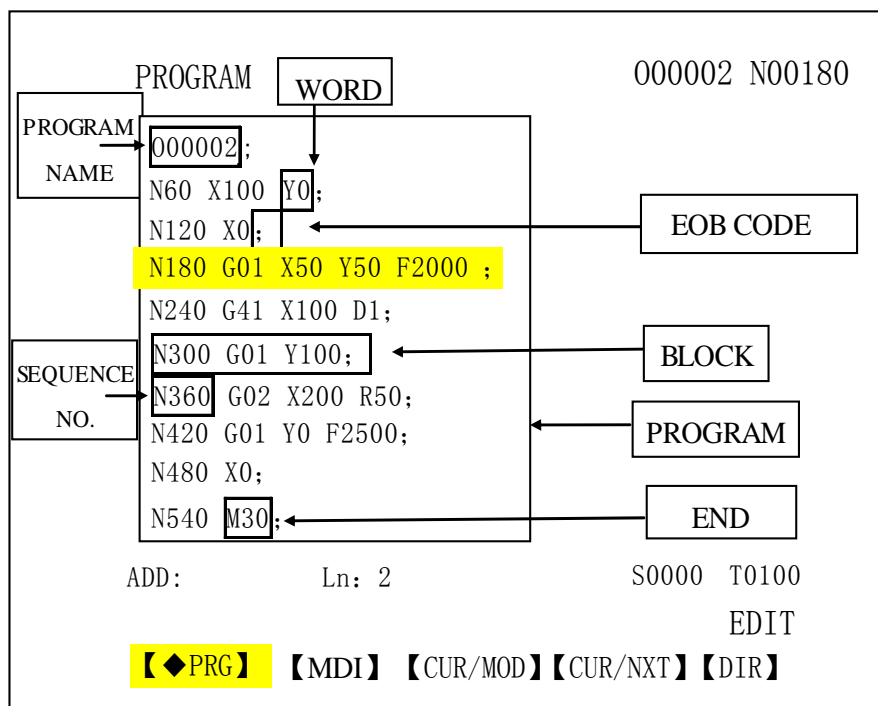 PROGRAM WORD O00002 N00180
PROGRAM NAME
O00002;
N60 X100 Y0;
N120 X0; EOB CODE
N180 G01 X50 Y50 F2000 ;
N240 G41 X100 D1;
N300 G01 Y100; BLOCK
SEQUENCE NO.
N360 G02 X200 R50;
N420 G01 Y0 F2500; PROGRAM
N480 X0;
N540 M30; END
ADD: Ln: 2 S0000 T0100
EDIT
【◆PRG】 【MDI】 【CUR/MOD】【CUR/NXT】【DIR】